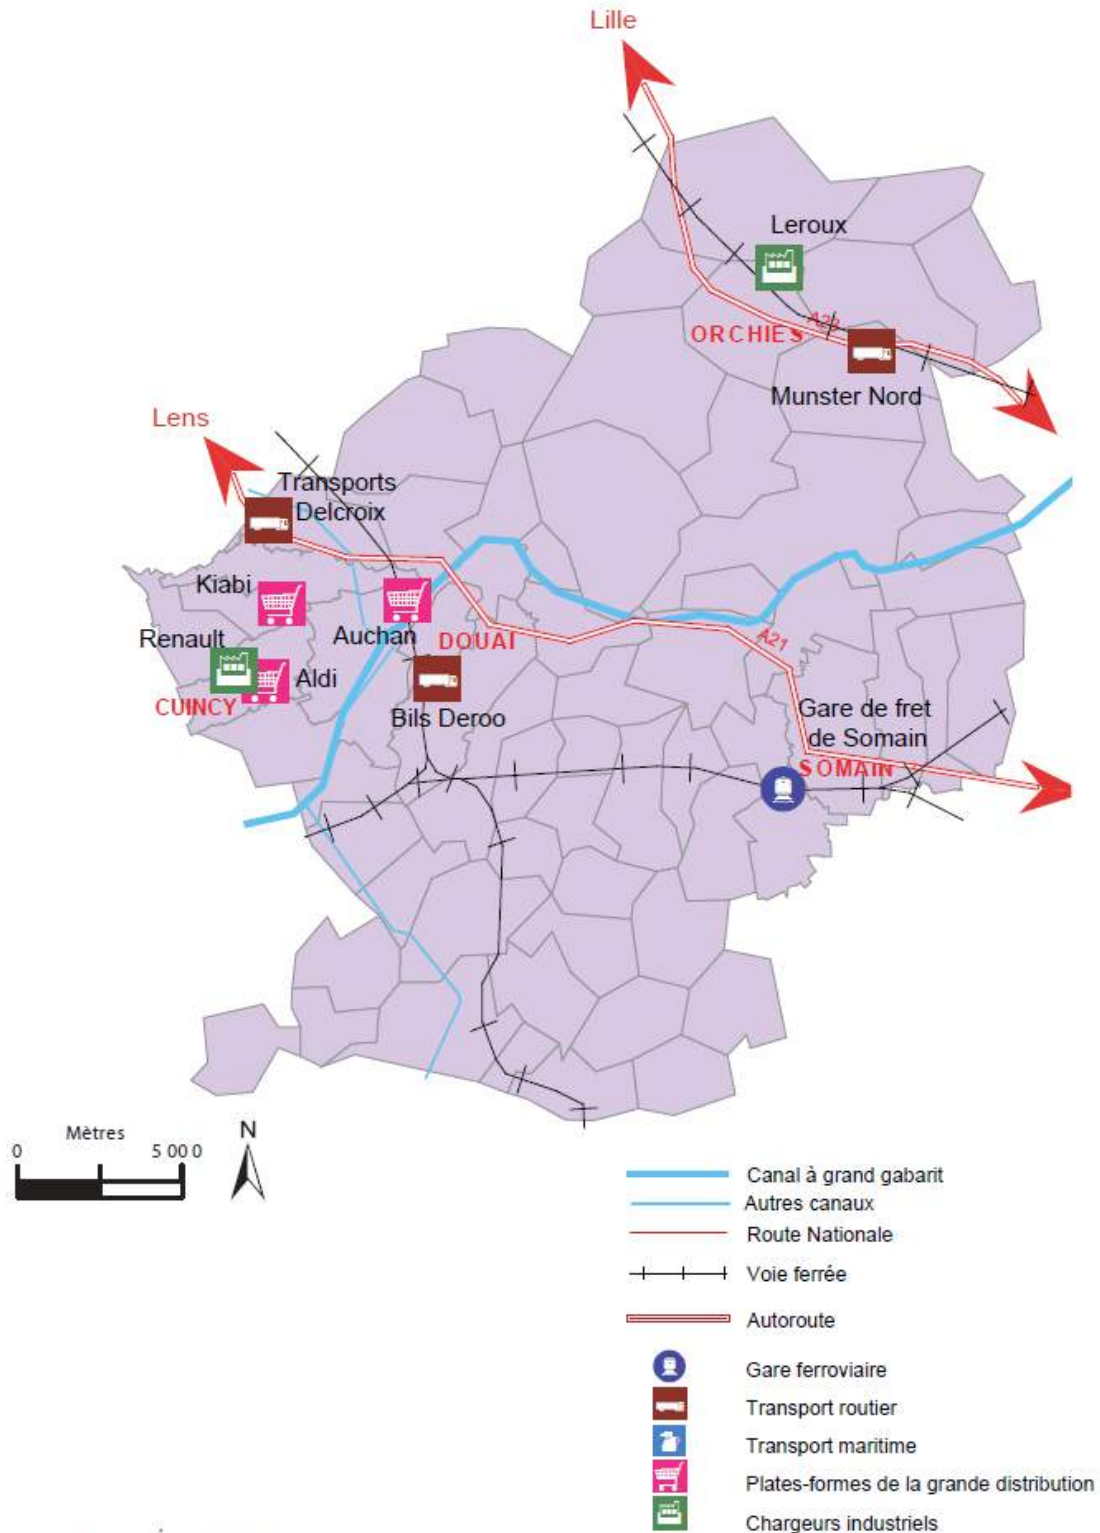 Lille
Leroux
A23
ORCHIES
Munster Nord
Lens
Transports
Delcroix
Kiabi
Renault
Auchan
DOUAI
A21
Aldi
CUINCY
Bils Deroo
Gare de fret
de Somain
SOMAIN
Mètres
0 5 000
N
Canal à grand gabarit
Autres canaux
Route Nationale
Voie ferrée
Autoroute
Gare ferroviaire
Transport routier
Transport maritime
Plates-formes de la grande distribution
Chargeurs industriels